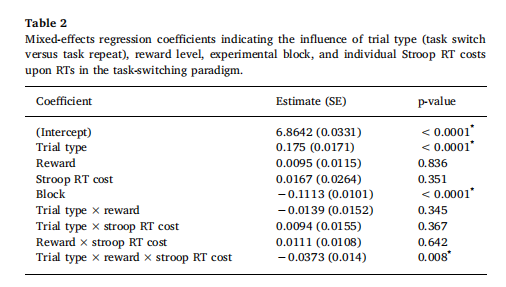 Table 2
Mixed-effects regression coefficients indicating the influence of trial type (task switch
versus task repeat), reward level, experimental block, and individual Stroop RT costs
upon RTs in the task-switching paradigm.
Coefficient Estimate (SE) p-value
(Intercept) 6.8642 (0.0331) < 0.0001*
Trial type 0.175 (0.0171) < 0.0001*
Reward 0.0095 (0.0115) 0.836
Stroop RT cost 0.0167 (0.0264) 0.351
Block −0.1113 (0.0101) < 0.0001*
Trial type × reward −0.0139 (0.0152) 0.345
Trial type × stroop RT cost 0.0094 (0.0155) 0.367
Reward × stroop RT cost 0.0111 (0.0108) 0.642
Trial type × reward × stroop RT cost −0.0373 (0.014) 0.008*